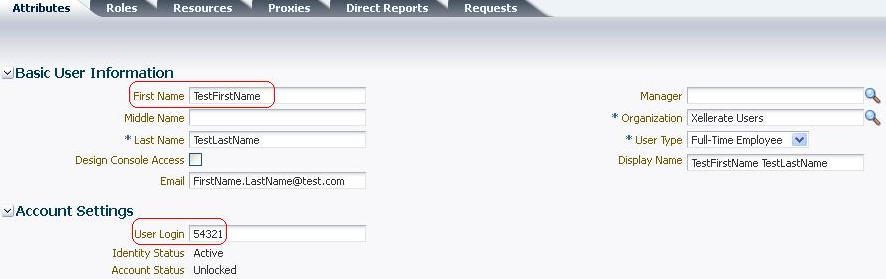 Attributes Roles Resources Proxies Direct Reports Requests
Basic User Information
First Name TestFirstName
Middle Name
* Last Name TestLastName
Design Console Access
Email FirstName.LastName@test.com
Manager
* Organization Xellerate Users
* User Type Full-Time Employee
Display Name TestFirstName TestLastName
Account Settings
User Login 54321
Identity Status Active
Account Status Unlocked